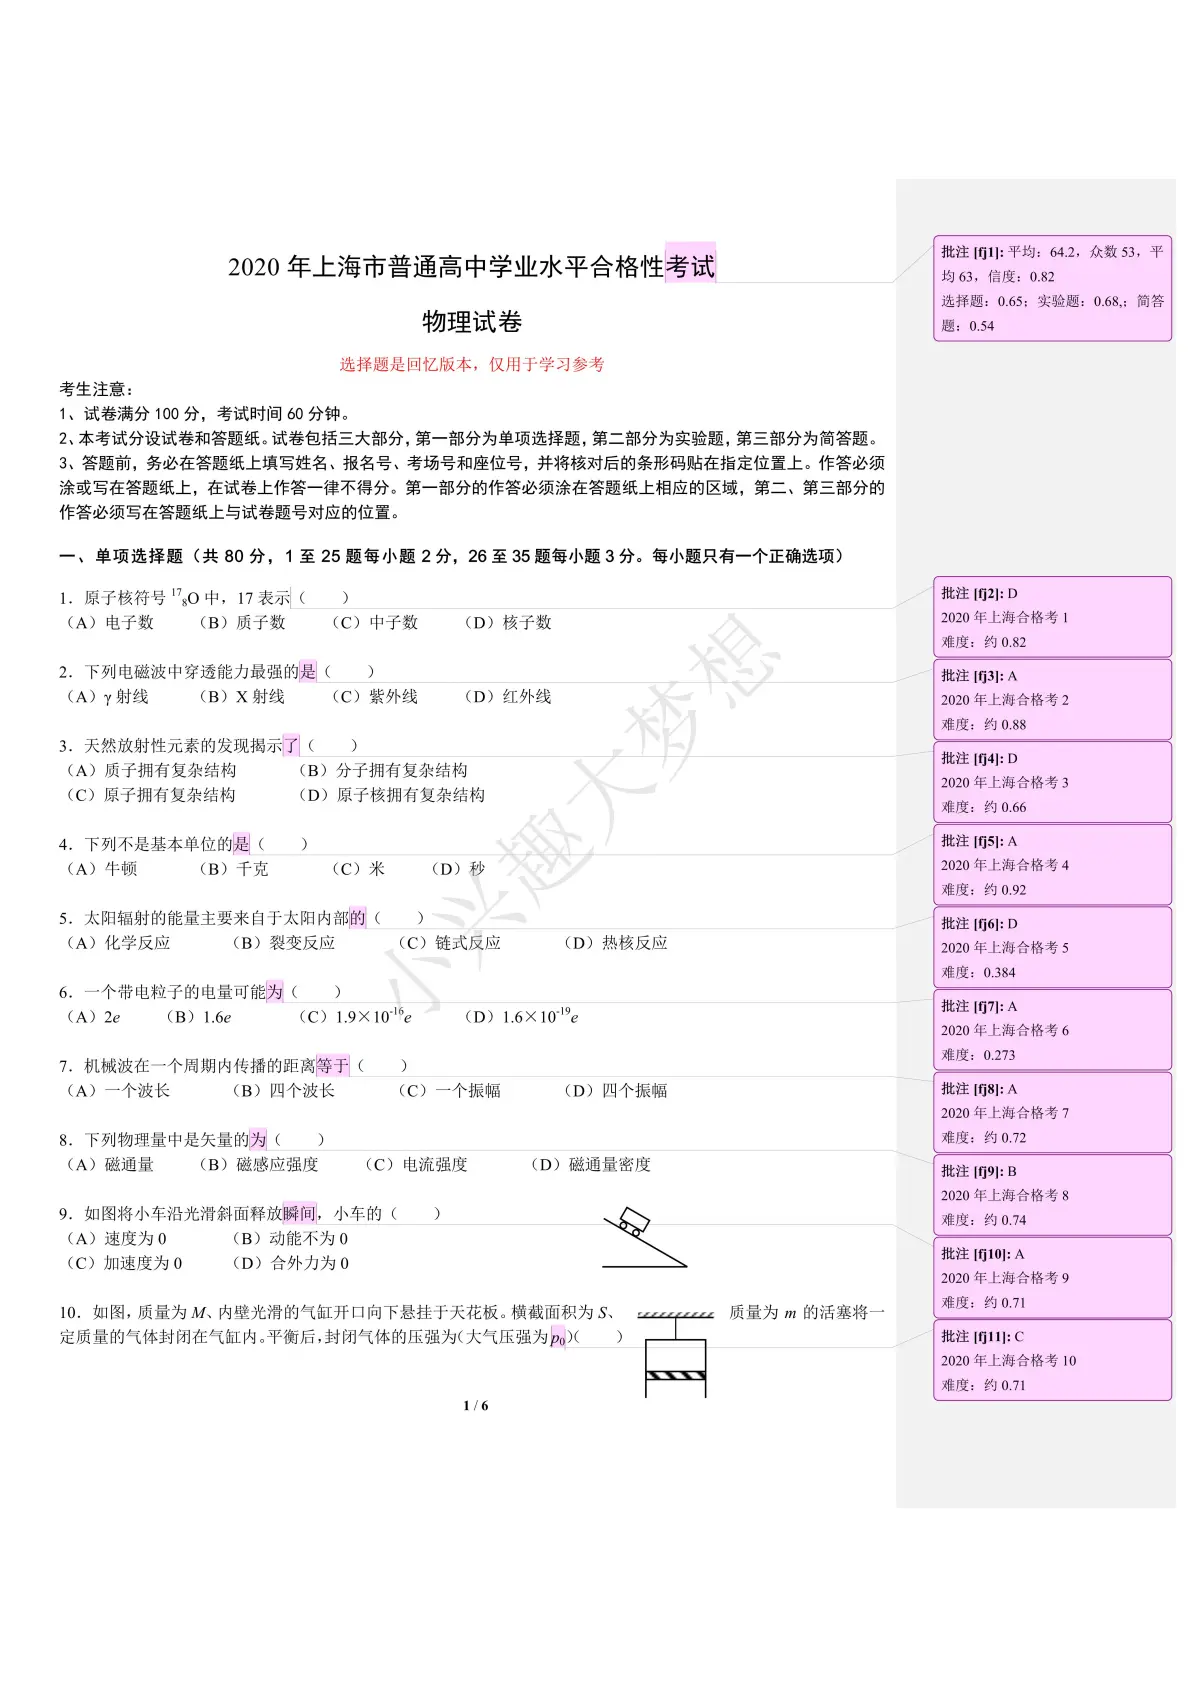 2020 年上海市普通高中学业水平合格性考试
物理试卷
选择题是回忆版本，仅用于学习参考
考生注意：
1、试卷满分 100 分，考试时间 60 分钟。
2、本考试分设试卷和答题纸。试卷包括三大部分，第一部分为单项选择题，第二部分为实验题，第三部分为简答题。
3、答题前，务必在答题纸上填写姓名、报名号、考场号和座位号，并将核对后的条形码贴在指定位置上。作答必须
涂或写在答题纸上，在试卷上作答一律不得分。第一部分的作答必须涂在答题纸上相应的区域，第二、第三部分的
作答必须写在答题纸上与试卷题号对应的位置。
一、单项选择题（共 80 分，1 至 25 题每小题 2 分，26 至 35 题每小题 3 分。每小题只有一个正确选项）
1．原子核符号 ¹⁷₈O 中，17 表示（　　）
（A）电子数　（B）质子数　（C）中子数　（D）核子数
2．下列电磁波中穿透能力最强的是（　　）
（A）γ 射线　（B）X 射线　（C）紫外线　（D）红外线
3．天然放射性元素的发现揭示了（　　）
（A）质子拥有复杂结构　（B）分子拥有复杂结构
（C）原子拥有复杂结构　（D）原子核拥有复杂结构
4．下列不是基本单位的是（　　）
（A）牛顿　（B）千克　（C）米　（D）秒
5．太阳辐射的能量主要来自于太阳内部的（　　）
（A）化学反应　（B）裂变反应　（C）链式反应　（D）热核反应
6．一个带电粒子的电量可能为（　　）
（A）2e　（B）1.6e　（C）1.9×10⁻¹⁶e　（D）1.6×10⁻¹⁹e
7．机械波在一个周期内传播的距离等于（　　）
（A）一个波长　（B）四个波长　（C）一个振幅　（D）四个振幅
8．下列物理量中是矢量的为（　　）
（A）磁通量　（B）磁感应强度　（C）电流强度　（D）磁通量密度
9．如图将小车沿光滑斜面释放瞬间，小车的（　　）
（A）速度为 0　（B）动能不为 0
（C）加速度为 0　（D）合外力为 0
10．如图，质量为 M、内壁光滑的气缸开口向下悬挂于天花板。横截面积为 S、质量为 m 的活塞将一
定质量的气体封闭在气缸内。平衡后，封闭气体的压强为（大气压强为 p₀）（　　）
1 / 6
批注 [fj1]: 平均：64.2，众数 53，平
均 63，信度：0.82
选择题：0.65；实验题：0.68,；简答
题：0.54
批注 [fj2]: D
2020 年上海合格考 1
难度：约 0.82
批注 [fj3]: A
2020 年上海合格考 2
难度：约 0.88
批注 [fj4]: D
2020 年上海合格考 3
难度：约 0.66
批注 [fj5]: A
2020 年上海合格考 4
难度：约 0.92
批注 [fj6]: D
2020 年上海合格考 5
难度：0.384
批注 [fj7]: A
2020 年上海合格考 6
难度：0.273
批注 [fj8]: A
2020 年上海合格考 7
难度：约 0.72
批注 [fj9]: B
2020 年上海合格考 8
难度：约 0.74
批注 [fj10]: A
2020 年上海合格考 9
难度：约 0.71
批注 [fj11]: C
2020 年上海合格考 10
难度：约 0.71
小兴趣大梦想